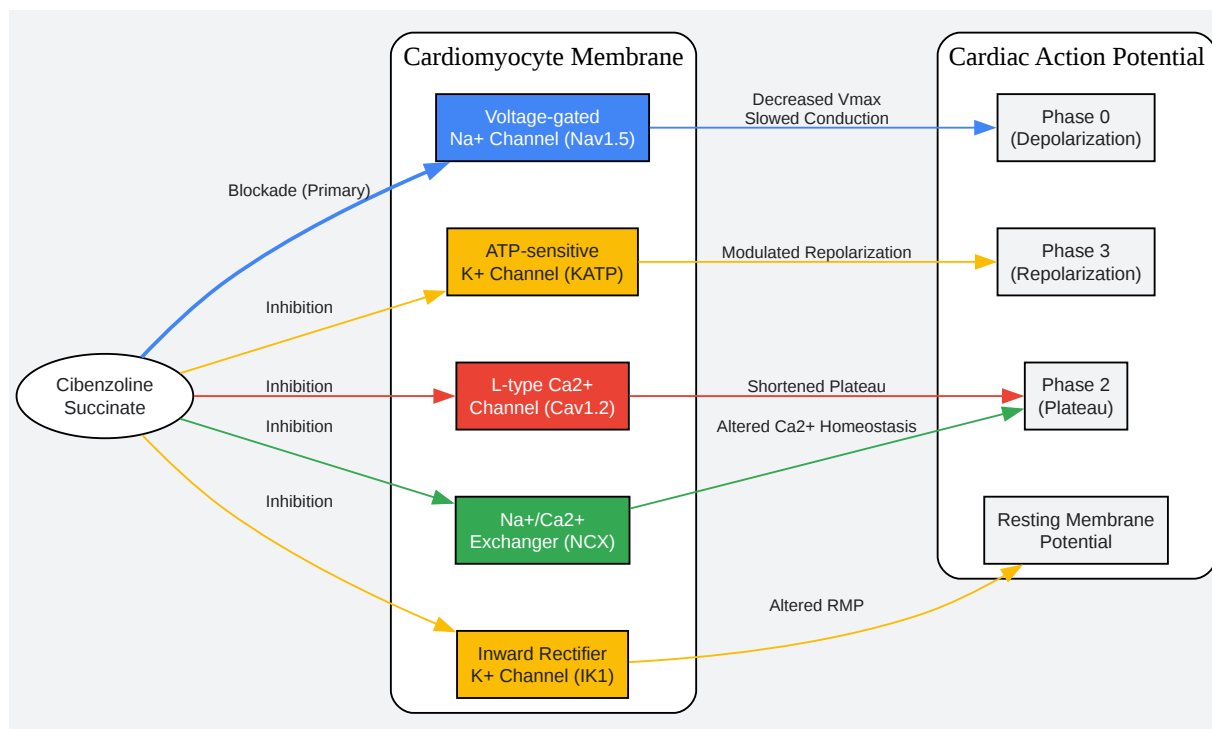 Cardiomyocyte Membrane
Cardiac Action Potential
Voltage-gated
Na+ Channel (Nav1.5)
Decreased Vmax
Slowed Conduction
Phase 0
(Depolarization)
Blockade (Primary)
ATP-sensitive
K+ Channel (KATP)
Modulated Repolarization
Phase 3
(Repolarization)
Inhibition
Cibenzoline
Succinate
Inhibition
L-type Ca2+
Channel (Cav1.2)
Shortened Plateau
Phase 2
(Plateau)
Inhibition
Altered Ca2+ Homeostasis
Inhibition
Na+/Ca2+
Exchanger (NCX)
Resting Membrane
Potential
Altered RMP
Inward Rectifier
K+ Channel (IK1)